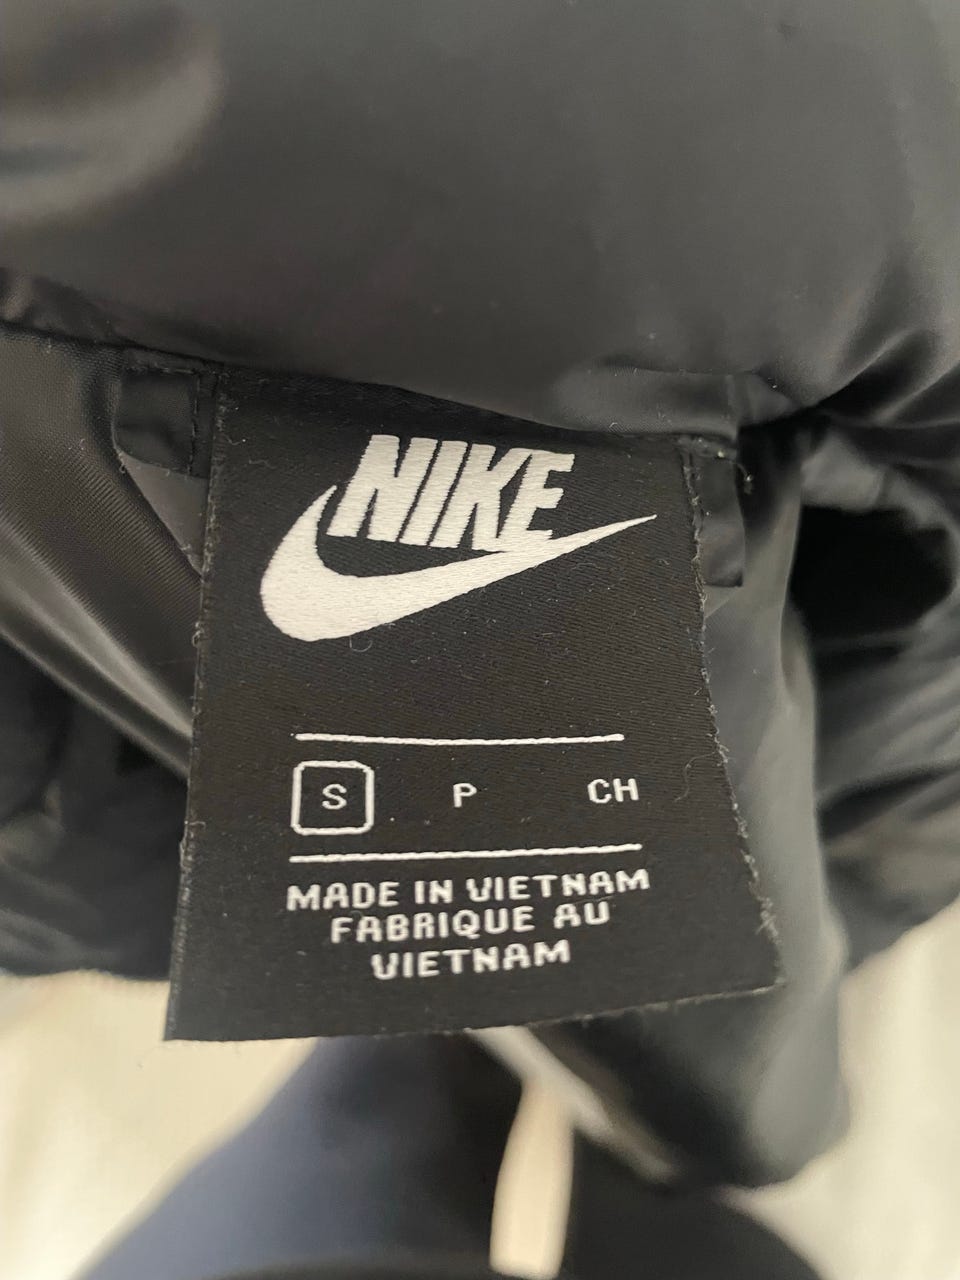 NIKE
S P CH
MADE IN VIETNAM
FABRIQUE AU
VIETNAM